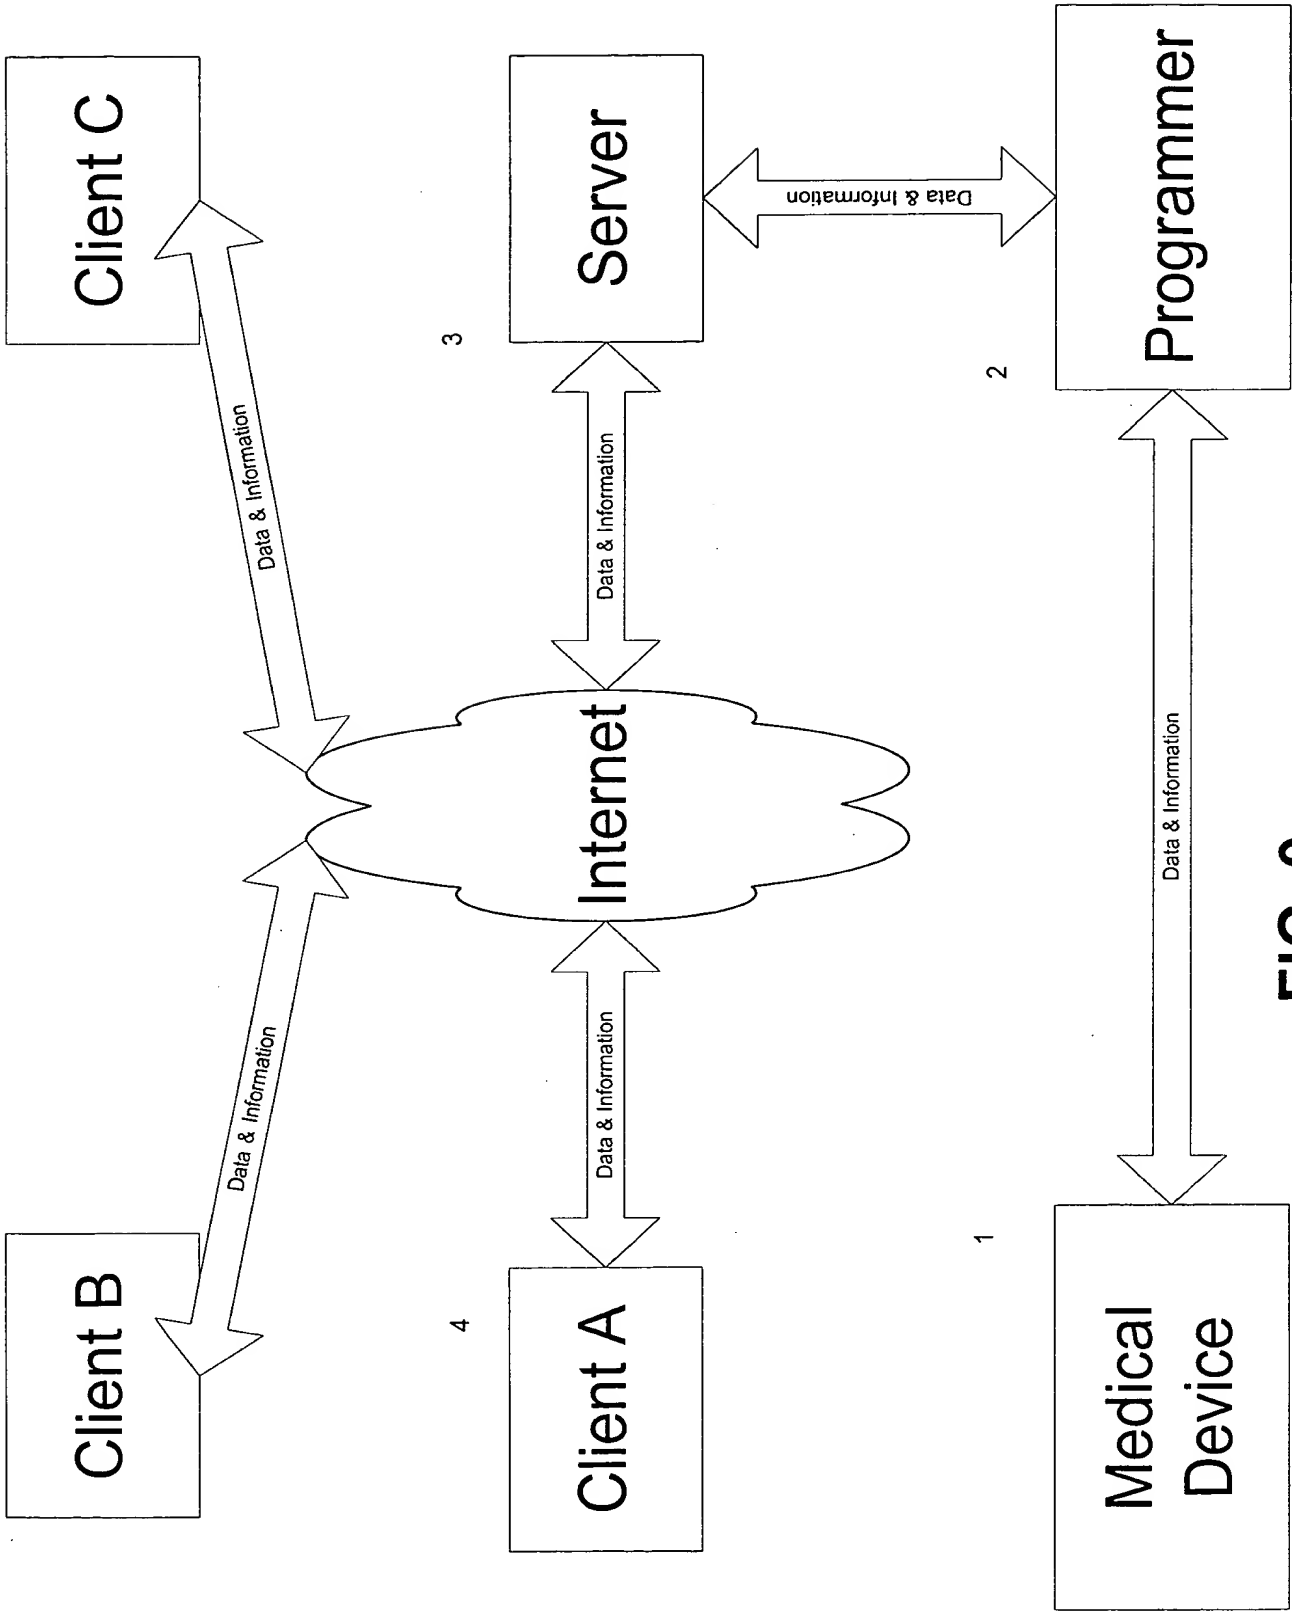 Client B
Client C
Data & Information
Data & Information
4
3
Client A
Data & Information
Internet
Data & Information
Server
Data & Information
1
2
Medical
Device
Data & Information
Programmer
FIG.